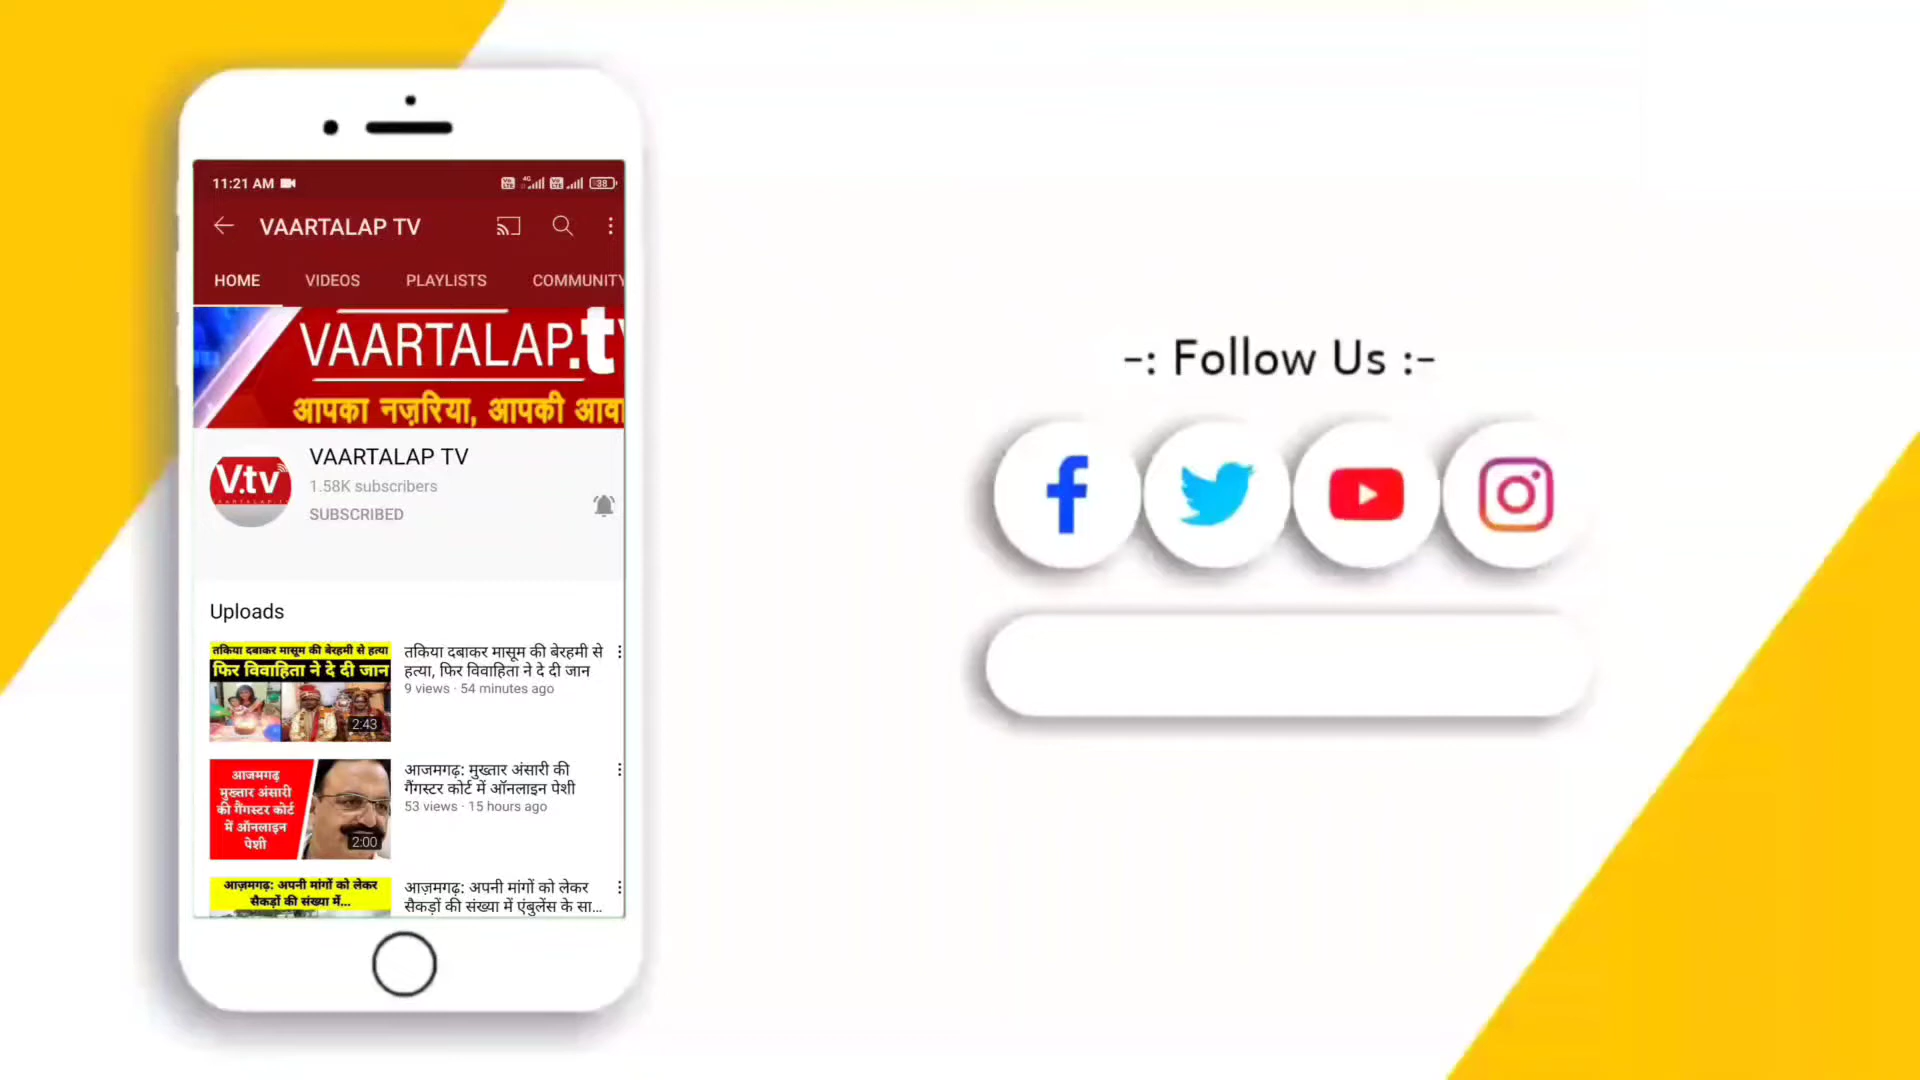 11:21 AM
4G
38
VAARTALAP TV
HOME VIDEOS PLAYLISTS COMMUNITY
VAARTALAP.t
आपका नज़रिया, आपकी
V.tv
VAARTALAP TV
1.58K subscribers
SUBSCRIBED
Uploads
तकिया दबाकर मासूम की बेरहमी से हत्या
फिर विवाहिता ने दे दी जान
2:43
तकिया दबाकर मासूम की बेरहमी से
हत्या, फिर विवाहिता ने दे दी जान
9 views · 54 minutes ago
आजमगढ़
मुख्तार अंसारी
की गैंगस्टर कोर्ट
में ऑनलाइन
पेशी
2:00
आजमगढ़: मुख्तार अंसारी की
गैंगस्टर कोर्ट में ऑनलाइन पेशी
53 views · 15 hours ago
आज़मगढ़: अपनी मांगों को लेकर
सैकड़ों की संख्या में...
आज़मगढ़: अपनी मांगों को लेकर
सैकड़ों की संख्या में एंबुलेंस के सा...
-: Follow Us :-